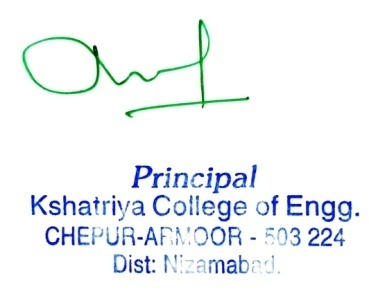 Principal
Kshatriya College of Engg.
CHEPUR-ARMOOR - 503 224
Dist: Nizamabad.